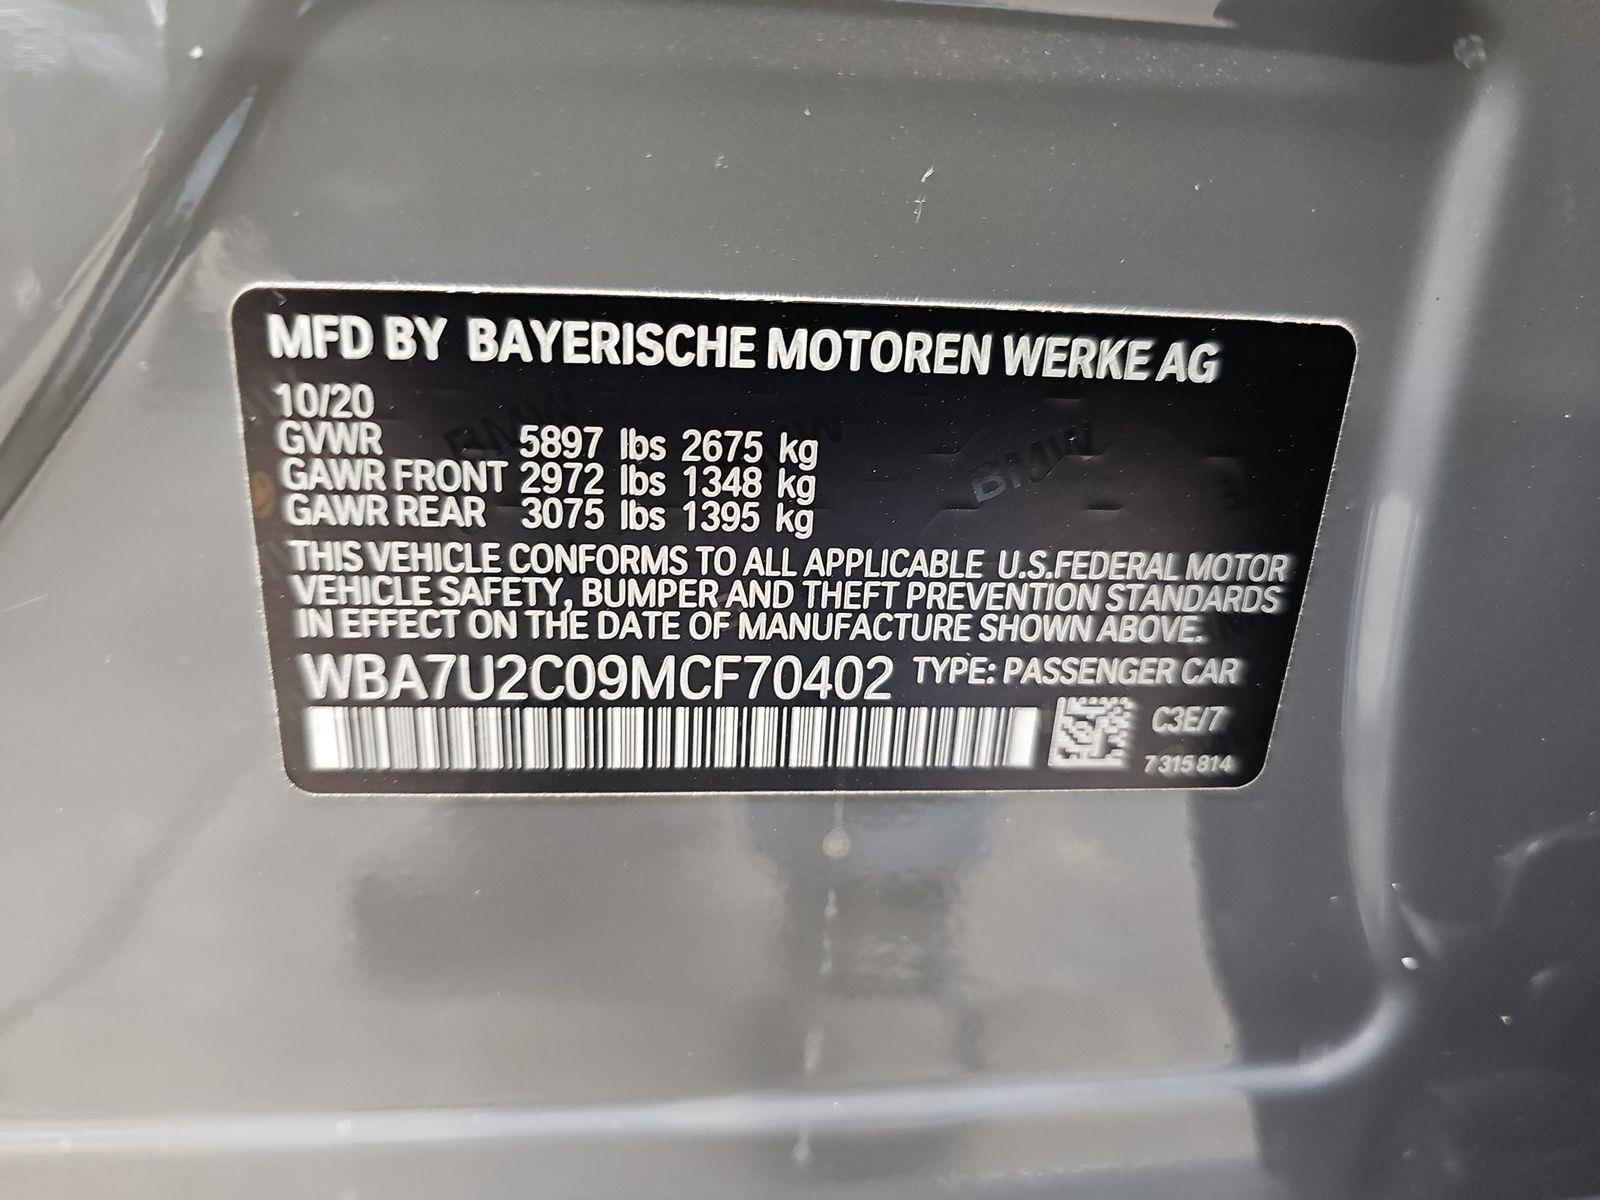 MFD BY BAYERISCHE MOTOREN WERKE AG
10/20
GVWR 5897 lbs 2675 kg
GAWR FRONT 2972 lbs 1348 kg
GAWR REAR 3075 lbs 1395 kg
THIS VEHICLE CONFORMS TO ALL APPLICABLE U.S.FEDERAL MOTOR
VEHICLE SAFETY, BUMPER AND THEFT PREVENTION STANDARDS
IN EFFECT ON THE DATE OF MANUFACTURE SHOWN ABOVE.
WBA7U2C09MCF70402 TYPE: PASSENGER CAR
C3E/7
7 315 814
BMW